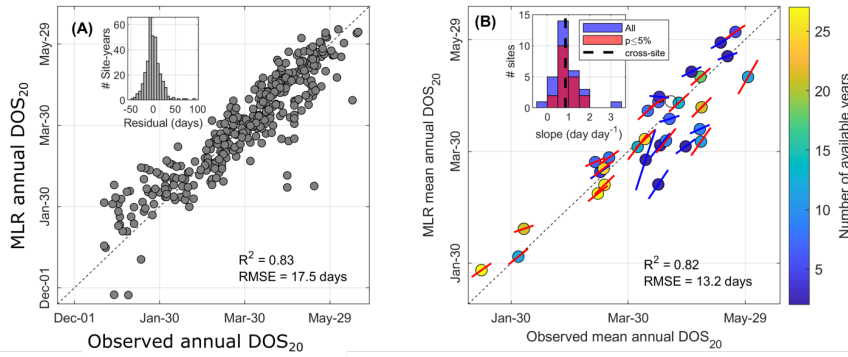 (A)
60
40
20
0
-50
0
50
100
# Site-years
Residual (days)
May-29
Mar-30
Jan-30
Dec-01
MLR annual DOS20
R2 = 0.83
RMSE = 17.5 days
Dec-01
Jan-30
Mar-30
May-29
Observed annual DOS20
(B)
15
10
5
0
0
1
2
3
# sites
slope (day day-1)
All
p≤5%
cross-site
May-29
Mar-30
Jan-30
MLR mean annual DOS20
R2 = 0.82
RMSE = 13.2 days
Jan-30
Mar-30
May-29
Observed mean annual DOS20
25
20
15
10
5
Number of available years